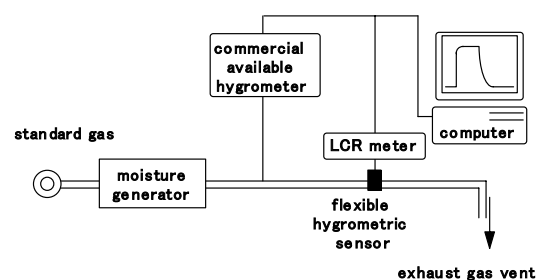 commercial
available
hygrometer
standard gas
computer
LCR meter
moisture
generator
flexible
hygrometric
sensor
exhaust gas vent